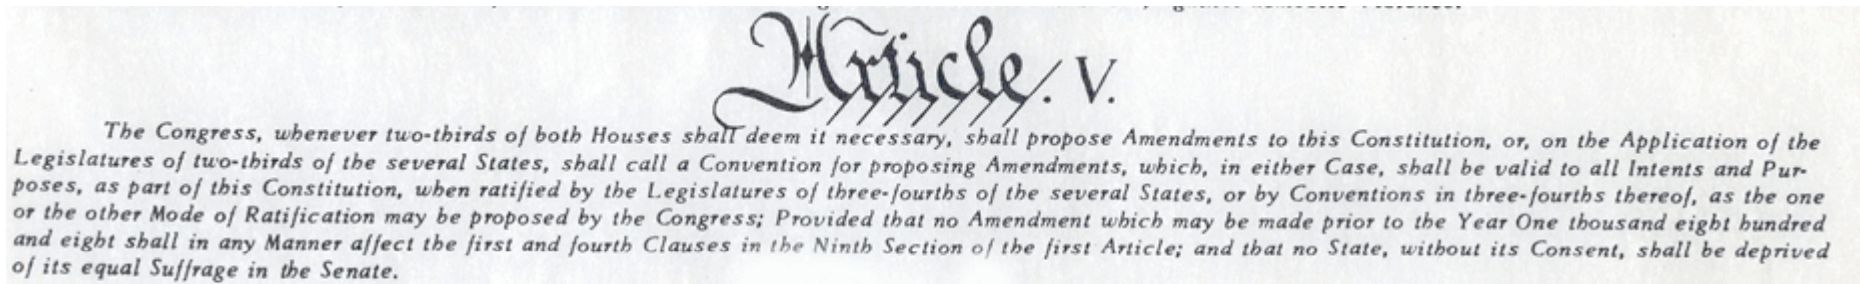 Article. V.
The Congress, whenever two-thirds of both Houses shall deem it necessary, shall propose Amendments to this Constitution, or, on the Application of the
Legislatures of two-thirds of the several States, shall call a Convention for proposing Amendments, which, in either Case, shall be valid to all Intents and Pur-
poses, as part of this Constitution, when ratified by the Legislatures of three-fourths of the several States, or by Conventions in three-fourths thereof, as the one
or the other Mode of Ratification may be proposed by the Congress; Provided that no Amendment which may be made prior to the Year One thousand eight hundred
and eight shall in any Manner affect the first and fourth Clauses in the Ninth Section of the first Article; and that no State, without its Consent, shall be deprived
of its equal Suffrage in the Senate.